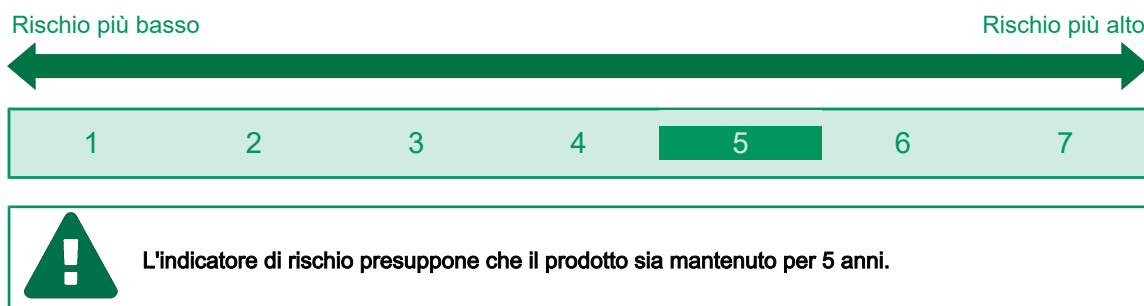 Rischio più basso Rischio più alto
1 2 3 4 5 6 7
L'indicatore di rischio presuppone che il prodotto sia mantenuto per 5 anni.